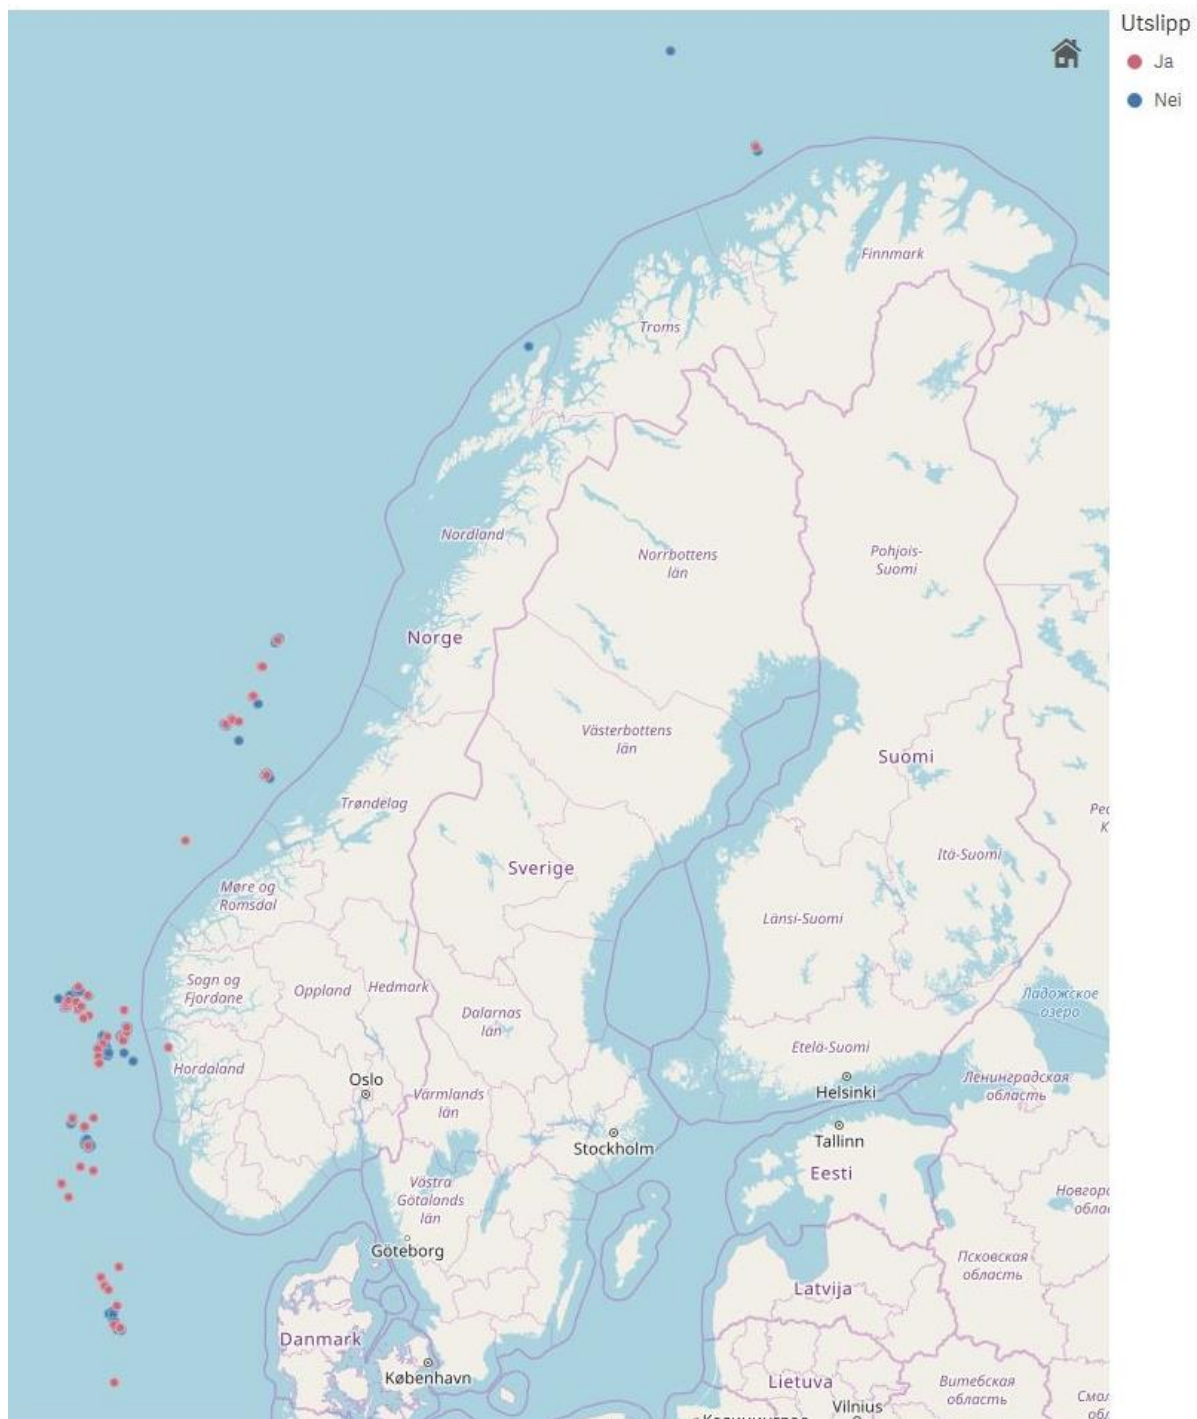 Utslipp
Ja
Nei
Finnmark
Troms
Nordland
Norrbottens
län
Pohjois-
Suomi
Norge
Västerbottens
län
Suomi
Trøndelag
Sverige
Itä-Suomi
Møre og
Romsdal
Länsi-Suomi
Sogn og
Fjordane
Oppland
Hedmark
Dalarnas
län
Ладожское
озеро
Hordaland
Etelä-Suomi
Oslo
Värmlands
län
Helsinki
Ленинградская
область
Stockholm
Tallinn
Eesti
Västra
Götalands
län
Göteborg
Псковская
область
Latvija
Danmark
København
Lietuva
Витебская
область
Vilnius